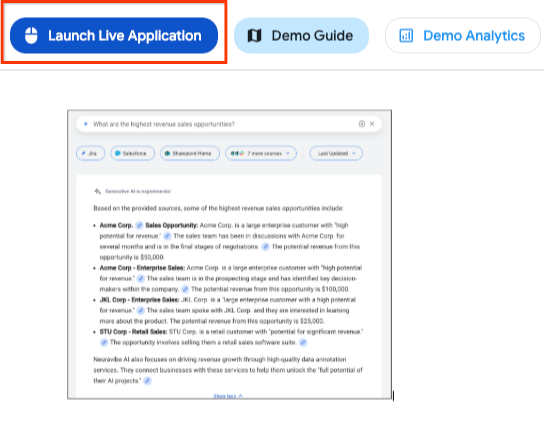 Launch Live Application
Demo Guide
Demo Analytics
What are the highest revenue sales opportunities?
Jira
Salesforce
Sharepoint Home
7 more sources
Last Updated
Generative AI is experimental
Based on the provided sources, some of the highest revenue sales opportunities include:
• Acme Corp. Sales Opportunity: Acme Corp. is a large enterprise customer with "high
potential for revenue." The sales team has been in discussions with Acme Corp. for
several months and is in the final stages of negotiations. The potential revenue from this
opportunity is $50,000.
• Acme Corp - Enterprise Sales: Acme Corp. is a large enterprise customer with "high potential
for revenue." The sales team is in the prospecting stage and has identified key decision-
makers within the company. The potential revenue from this opportunity is $100,000.
• JKL Corp - Enterprise Sales: JKL Corp. is a "large enterprise customer with a high potential
for revenue." The sales team spoke with JKL Corp. and they are interested in learning
more about the product. The potential revenue from this opportunity is $25,000.
• STU Corp - Retail Sales: STU Corp. is a retail customer with "potential for significant revenue."
The opportunity involves selling them a retail sales software suite.
Neuravibe AI also focuses on driving revenue growth through high-quality data annotation
services. They connect businesses with these services to help them unlock the "full potential of
their AI projects."
Show less